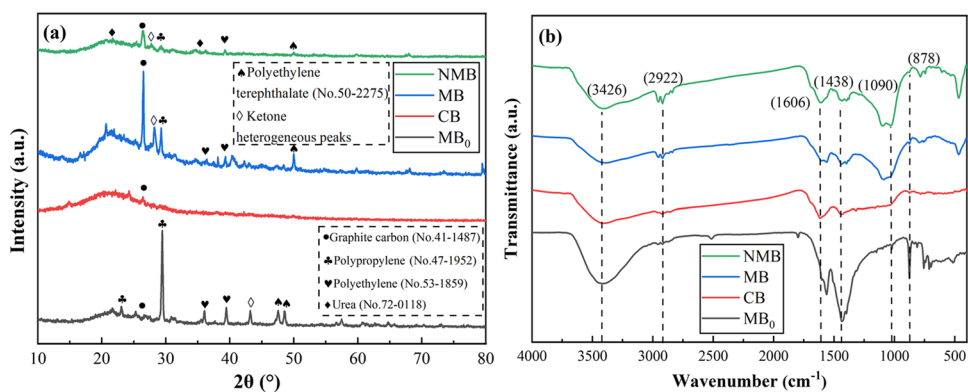 (a)
Intensity (a.u.)
♠Polyethylene
terephthalate (No.50-2275)
◊ Ketone
heterogeneous peaks
NMB
MB
CB
MB₀
●Graphite carbon (No.41-1487)
♣Polypropylene (No.47-1952)
♥Polyethylene (No.53-1859)
♦Urea (No.72-0118)
10 20 30 40 50 60 70 80
2θ (°)
(b)
Transmittance (a.u.)
(3426)
(2922)
(1606)
(1438)
(1090)
(878)
NMB
MB
CB
MB₀
4000 3500 3000 2500 2000 1500 1000 500
Wavenumber (cm⁻¹)